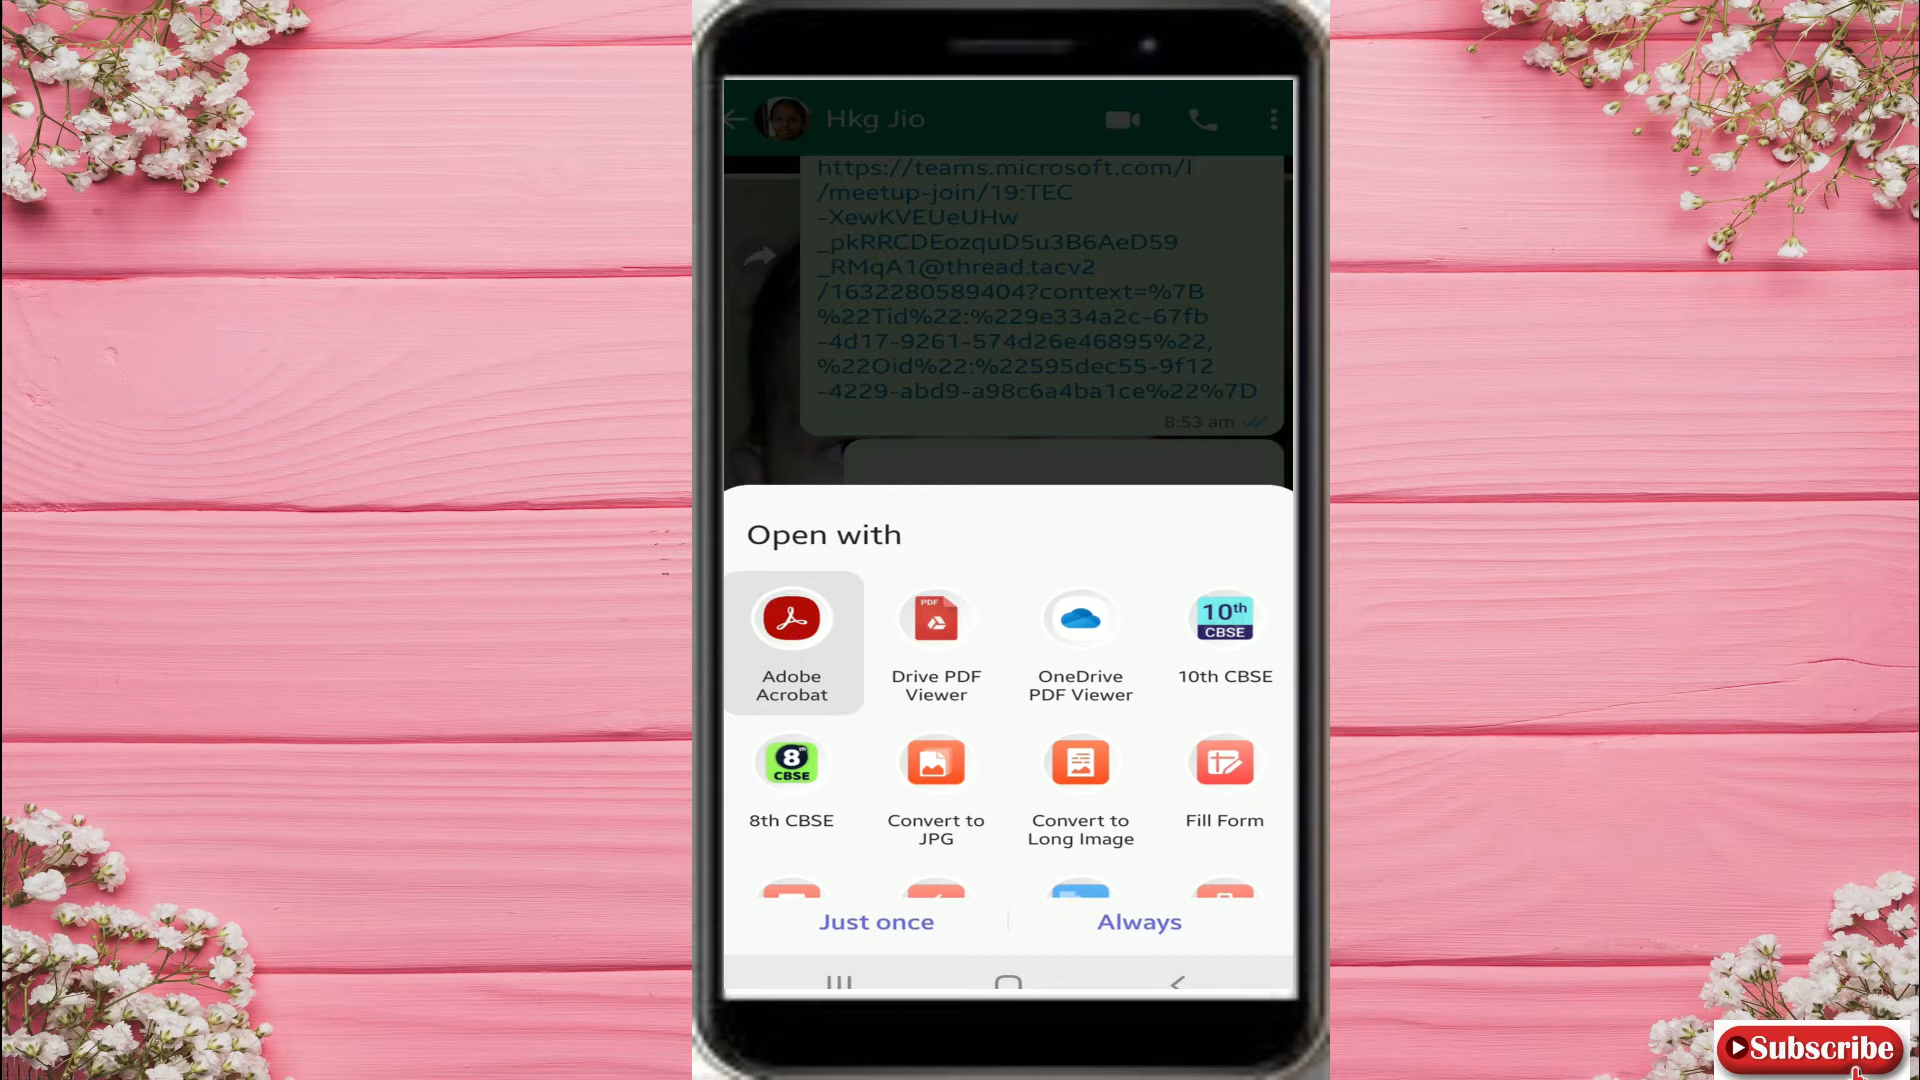 Hkg Jio
https://teams.microsoft.com/l
/meetup-join/19:TEC
-XewKVEUeUHw
_pkRRCDEozquD5u3B6AeD59
_RMqA1@thread.tacv2
/1632280589404?context=%7B
%22Tid%22:%229e334a2c-67fb
-4d17-9261-574d26e46895%22,
%22Oid%22:%22595dec55-9f12
-4229-abd9-a98c6a4ba1ce%22%7D
8:53 am
Open with
PDF
10th
CBSE
Adobe
Acrobat
Drive PDF
Viewer
OneDrive
PDF Viewer
10th CBSE
8th
CBSE
8th CBSE
Convert to
JPG
Convert to
Long Image
Fill Form
Just once
Always
Subscribe